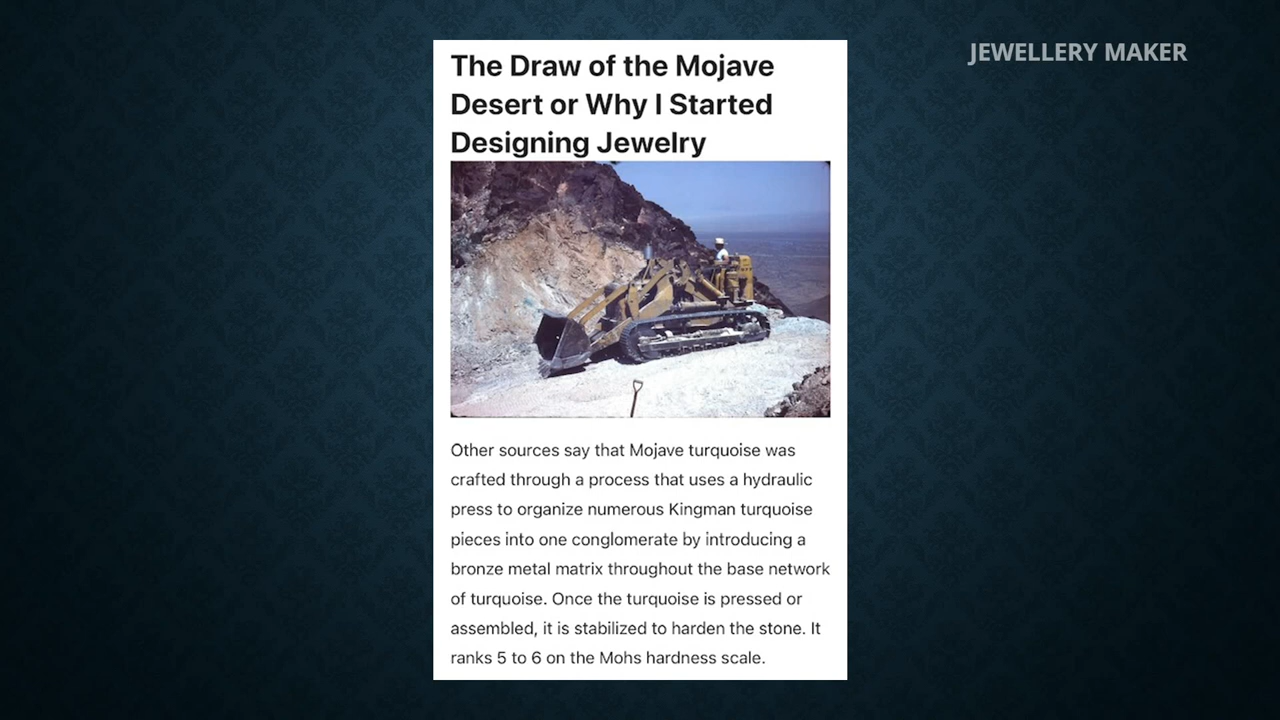 JEWELLERY MAKER
The Draw of the Mojave
Desert or Why I Started
Designing Jewelry
Other sources say that Mojave turquoise was
crafted through a process that uses a hydraulic
press to organize numerous Kingman turquoise
pieces into one conglomerate by introducing a
bronze metal matrix throughout the base network
of turquoise. Once the turquoise is pressed or
assembled, it is stabilized to harden the stone. It
ranks 5 to 6 on the Mohs hardness scale.